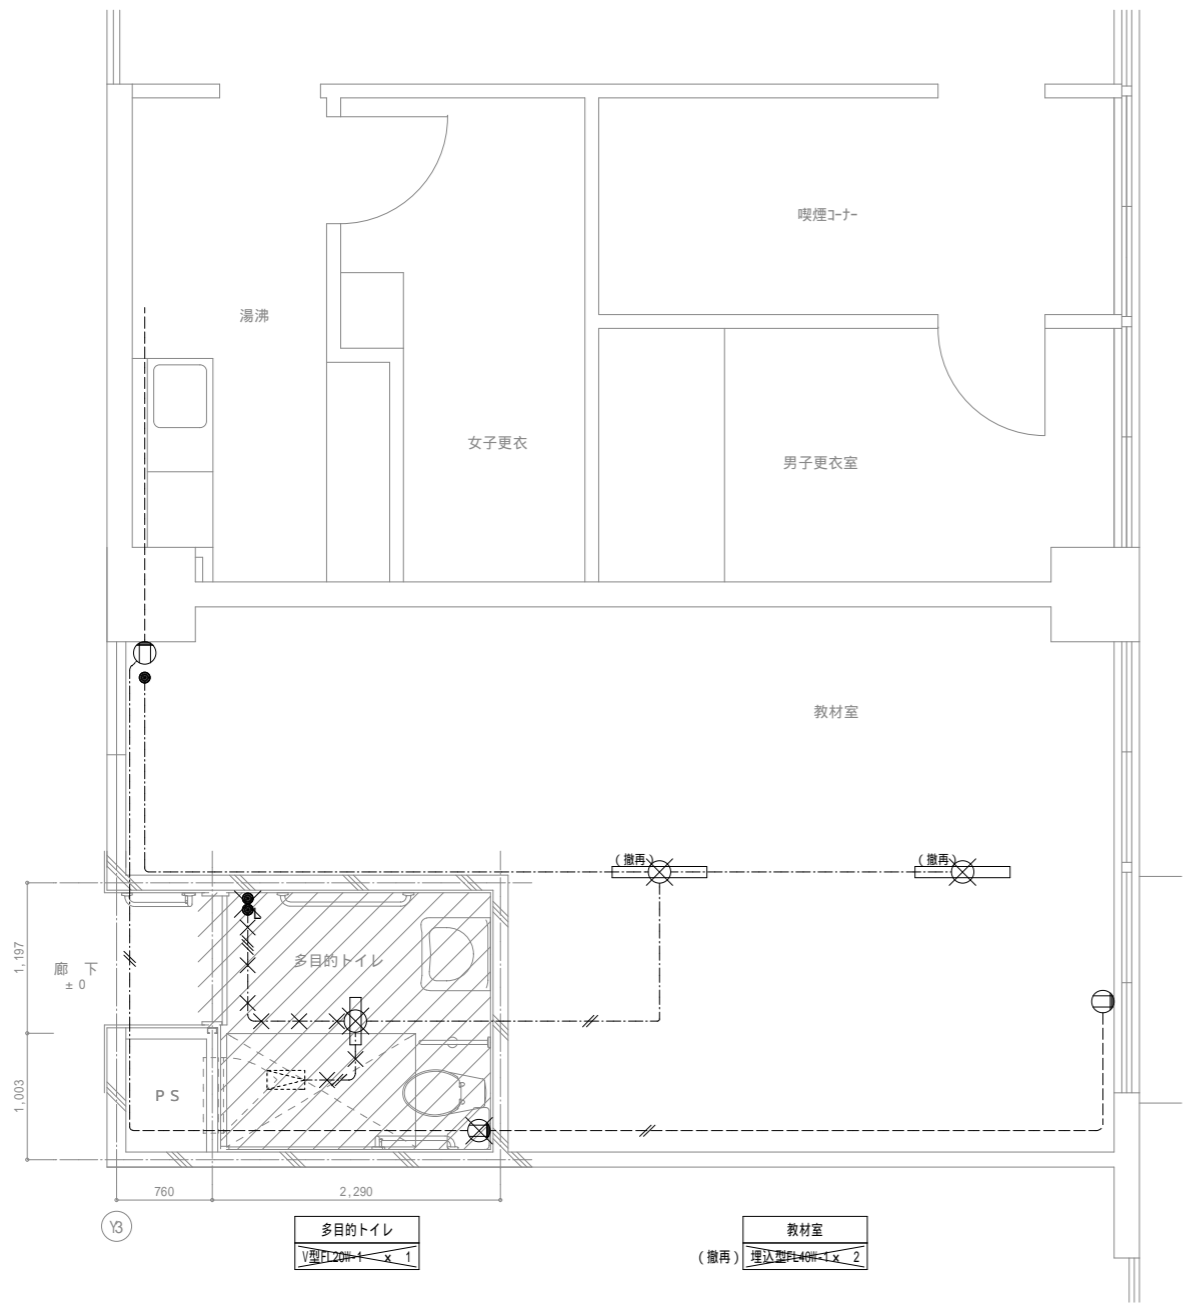 喫煙コーナー
湯沸
女子更衣
男子更衣室
教材室
(撤再)
(撤再)
1,197
廊 下
±0
多目的トイレ
1,003
PS
760
2,290
Y3
多目的トイレ
V型FL20W-1 x 1
教材室
(撤再)
埋込型FL40W-1 x 2